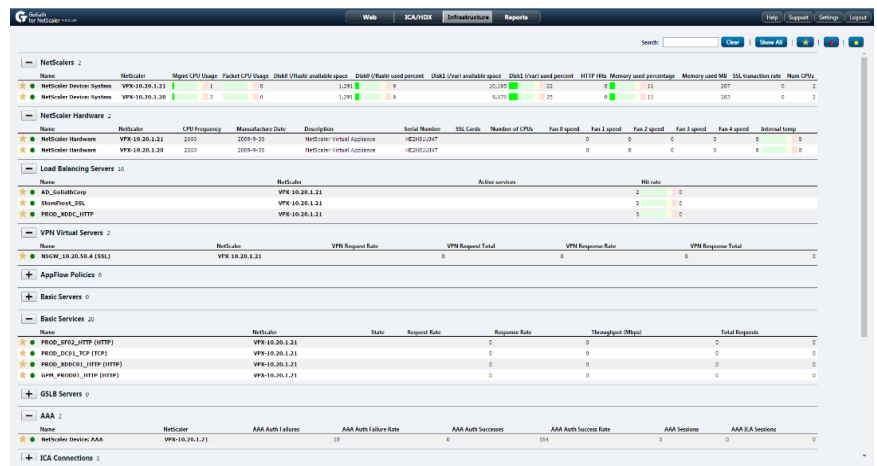 Goliath
for NetScaler
Web ICA/HDX Infrastructure Reports
Help Support Settings Logout
Search: Clear Show All
NetScalers 2
Name NetScaler Mgmt CPU Usage Packet CPU Usage Disk0 (/flash) available space Disk0 (/flash) used percent Disk1 (/var) available space Disk1 (/var) used percent HTTP Hits Memory used percentage Memory used MB SSL transaction rate Num CPUs
NetScaler Device: System VPX-10.20.1.21 1 0 1,291 9 10,195 22 0 11 287 0 2
NetScaler Device: System VPX-10.20.1.20 3 0 1,291 9 25 0 11 283 0 2
NetScaler Hardware 2
Name NetScaler CPU Frequency Manufacture Date Description Serial Number SSL Cards Number of CPUs Fan 0 speed Fan 1 speed Fan 2 speed Fan 3 speed Fan 4 speed Internal temp
NetScaler Hardware VPX-10.20.1.21 2009-9-30 NetScaler Virtual Appliance 0 0 0 0 0 0
NetScaler Hardware VPX-10.20.1.20 2009-9-30 NetScaler Virtual Appliance 0 0 0 0 0 0
Load Balancing Servers 10
Name NetScaler Active services Hit rate
AD_GoliathCorp VPX-10.20.1.21 2 0
StoreFront_SSL VPX-10.20.1.21 0 0
PROD_XDDC_HTTP VPX-10.20.1.21 0 0
VPN Virtual Servers 2
Name NetScaler VPN Request Rate VPN Request Total VPN Response Rate VPN Response Total
NSGW_10.20.50.4 (SSL) VPX-10.20.1.21 0 0 0 0
AppFlow Policies 0
Basic Servers 0
Basic Services 20
Name NetScaler State Request Rate Response Rate Throughput (Mbps) Total Requests
PROD_SF02_HTTP (HTTP) VPX-10.20.1.21 0 0 0 0
PROD_DC01_TCP (TCP) VPX-10.20.1.21 0 0 0 0
PROD_XDDC01_HTTP (HTTP) VPX-10.20.1.21 0 0 0 0
GPM_PROD01_HTTP (HTTP) VPX-10.20.1.21 0 0 0 0
GSLB Servers 0
AAA 2
Name NetScaler AAA Auth Failures AAA Auth Failure Rate AAA Auth Successes AAA Auth Success Rate AAA Sessions AAA ICA Sessions
NetScaler Device: AAA VPX-10.20.1.21 18 0 104 0 0 0
ICA Connections 0